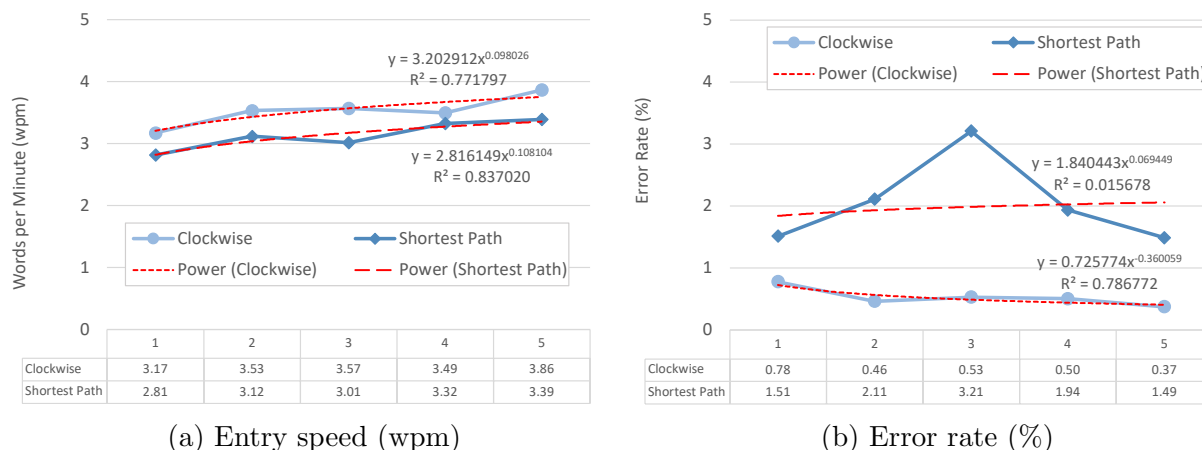 5
4
3
2
1
0
Words per Minute (wpm)
y = 3.202912x^0.098026
R² = 0.771797
y = 2.816149x^0.108104
R² = 0.837020
Clockwise Shortest Path
Power (Clockwise) Power (Shortest Path)
1 2 3 4 5
Clockwise 3.17 3.53 3.57 3.49 3.86
Shortest Path 2.81 3.12 3.01 3.32 3.39
(a) Entry speed (wpm)
5
4
3
2
1
0
Error Rate (%)
Clockwise Shortest Path
Power (Clockwise) Power (Shortest Path)
y = 1.840443x^0.069449
R² = 0.015678
y = 0.725774x^-0.360059
R² = 0.786772
1 2 3 4 5
Clockwise 0.78 0.46 0.53 0.50 0.37
Shortest Path 1.51 2.11 3.21 1.94 1.49
(b) Error rate (%)